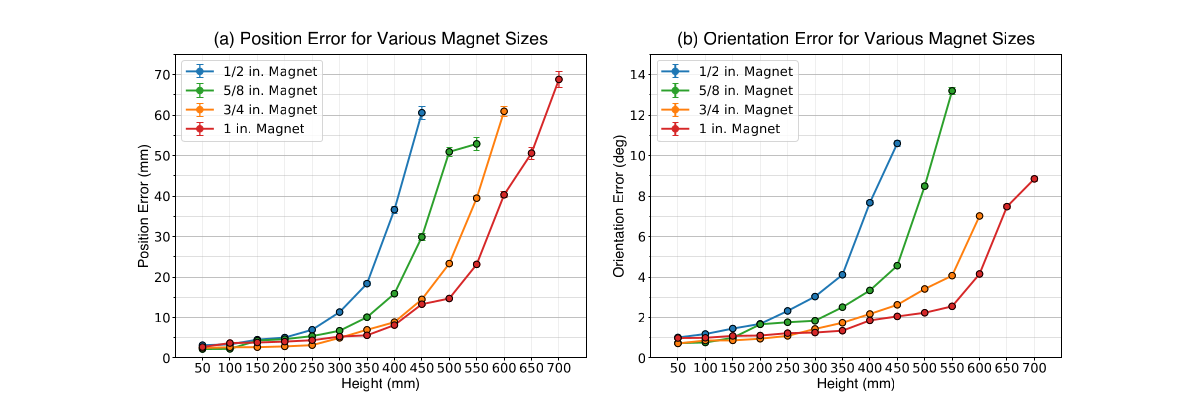 (a) Position Error for Various Magnet Sizes
1/2 in. Magnet
5/8 in. Magnet
3/4 in. Magnet
1 in. Magnet
Position Error (mm)
70
60
50
40
30
20
10
0
50 100 150 200 250 300 350 400 450 500 550 600 650 700
Height (mm)
(b) Orientation Error for Various Magnet Sizes
1/2 in. Magnet
5/8 in. Magnet
3/4 in. Magnet
1 in. Magnet
Orientation Error (deg)
14
12
10
8
6
4
2
0
50 100 150 200 250 300 350 400 450 500 550 600 650 700
Height (mm)